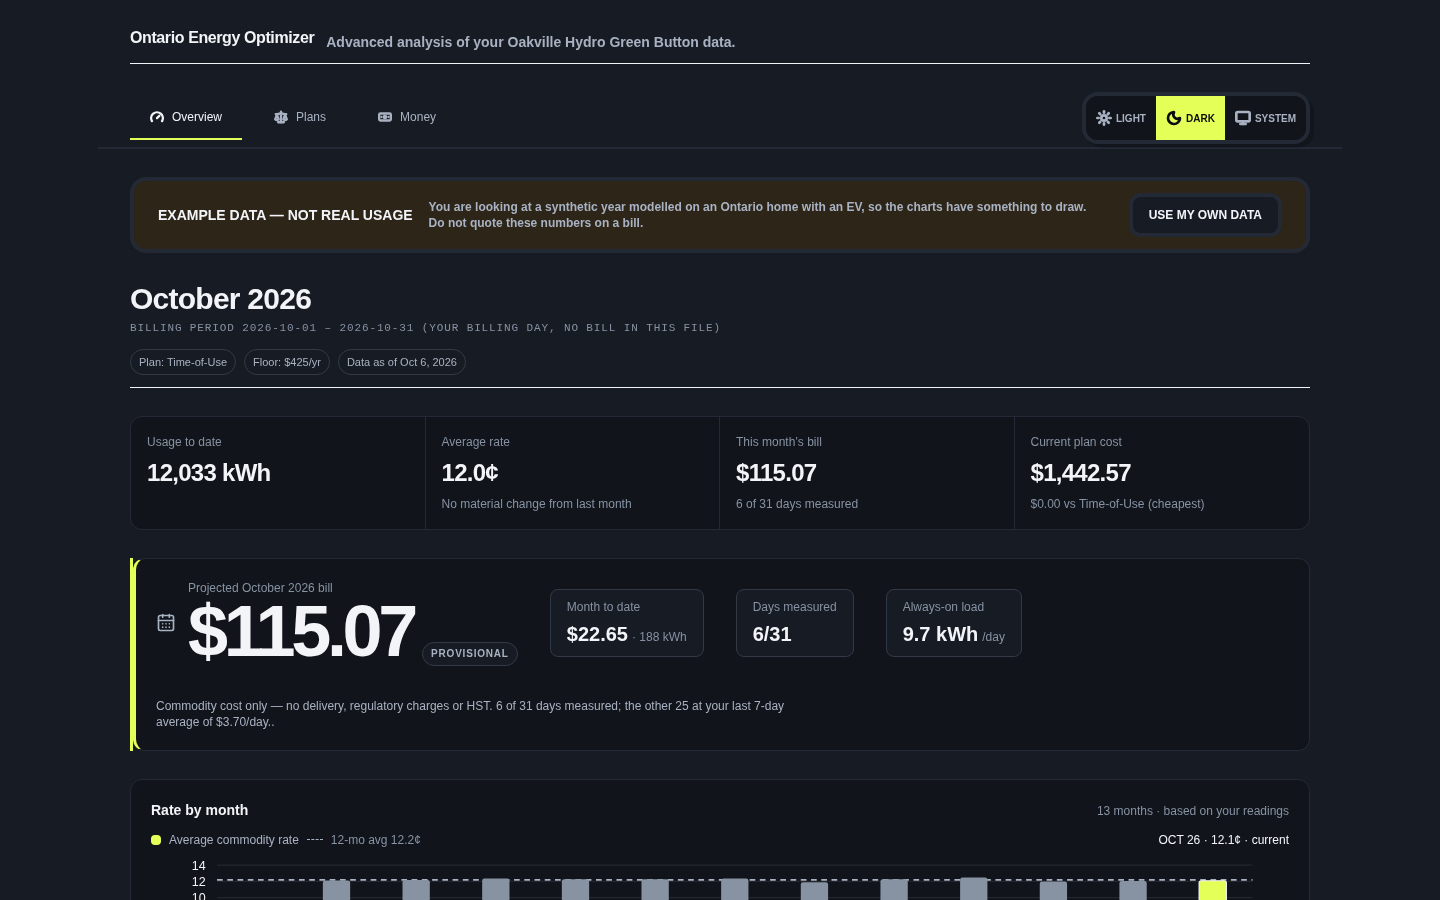 Ontario Energy Optimizer Advanced analysis of your Oakville Hydro Green Button data.
Overview Plans Money LIGHT DARK SYSTEM
EXAMPLE DATA — NOT REAL USAGE
You are looking at a synthetic year modelled on an Ontario home with an EV, so the charts have something to draw.
Do not quote these numbers on a bill.
USE MY OWN DATA
October 2026
BILLING PERIOD 2026-10-01 – 2026-10-31 (YOUR BILLING DAY, NO BILL IN THIS FILE)
Plan: Time-of-Use Floor: $425/yr Data as of Oct 6, 2026
Usage to date
12,033 kWh
Average rate
12.0¢
No material change from last month
This month's bill
$115.07
6 of 31 days measured
Current plan cost
$1,442.57
$0.00 vs Time-of-Use (cheapest)
Projected October 2026 bill
$115.07 PROVISIONAL
Month to date
$22.65 · 188 kWh
Days measured
6/31
Always-on load
9.7 kWh /day
Commodity cost only — no delivery, regulatory charges or HST. 6 of 31 days measured; the other 25 at your last 7-day
average of $3.70/day..
Rate by month 13 months · based on your readings
Average commodity rate ---- 12-mo avg 12.2¢ OCT 26 · 12.1¢ · current
14
12
10